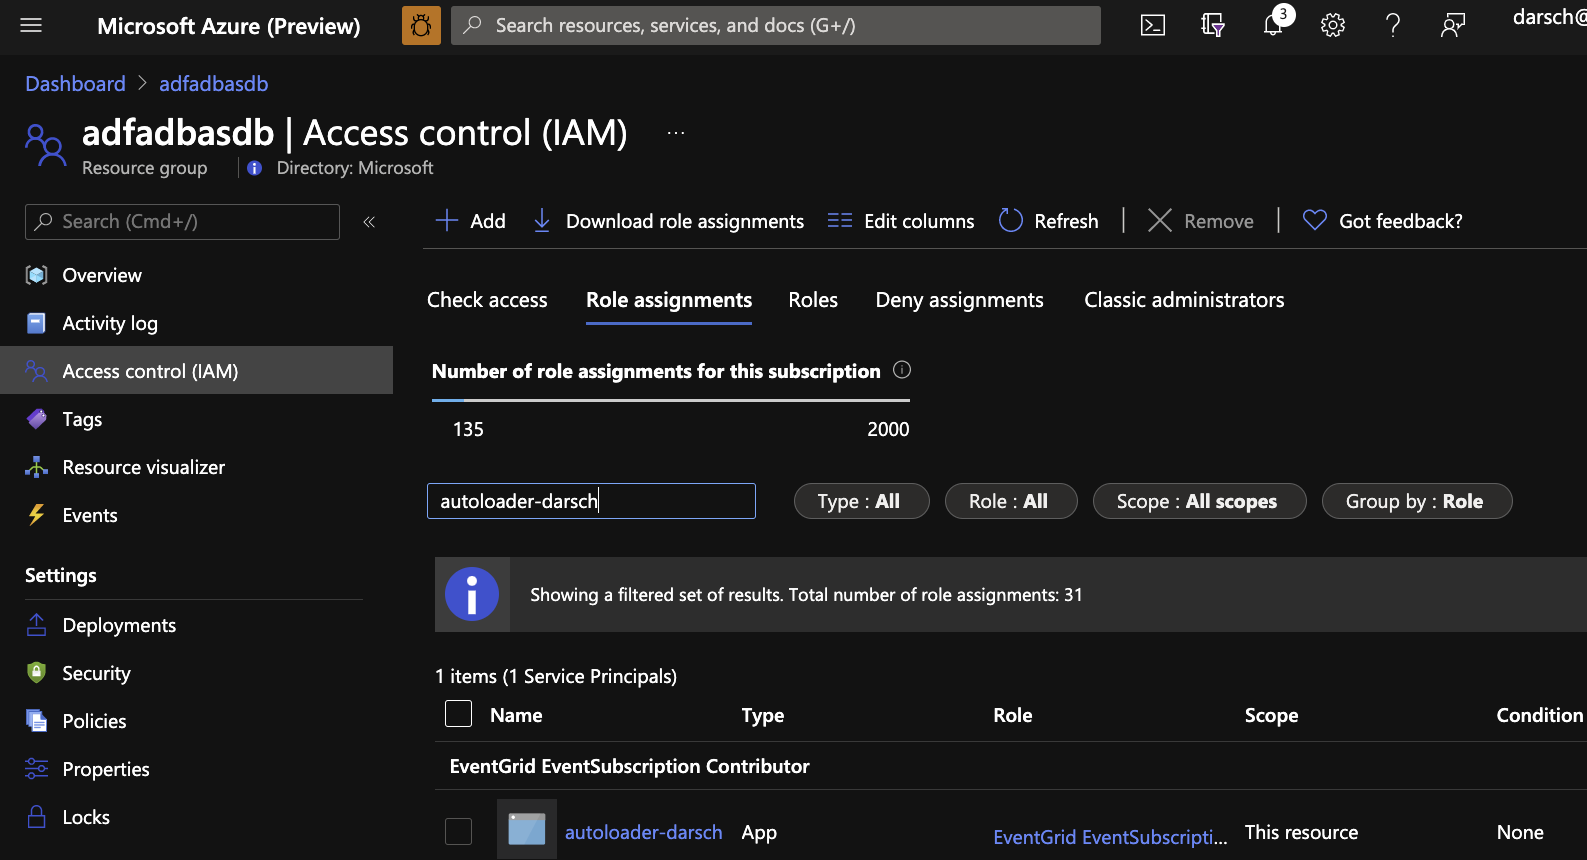 Microsoft Azure (Preview)
Search resources, services, and docs (G+/)
3
darsch@
Dashboard > adfadbasdb
adfadbasdb | Access control (IAM) ...
Resource group
Directory: Microsoft
Search (Cmd+/)
«
Add
Download role assignments
Edit columns
Refresh
Remove
Got feedback?
Overview
Activity log
Access control (IAM)
Tags
Resource visualizer
Events
Settings
Deployments
Security
Policies
Properties
Locks
Check access
Role assignments
Roles
Deny assignments
Classic administrators
Number of role assignments for this subscription
135
2000
autoloader-darsch
Type : All
Role : All
Scope : All scopes
Group by : Role
Showing a filtered set of results. Total number of role assignments: 31
1 items (1 Service Principals)
Name Type Role Scope Condition
EventGrid EventSubscription Contributor
autoloader-darsch App EventGrid EventSubscripti... This resource None